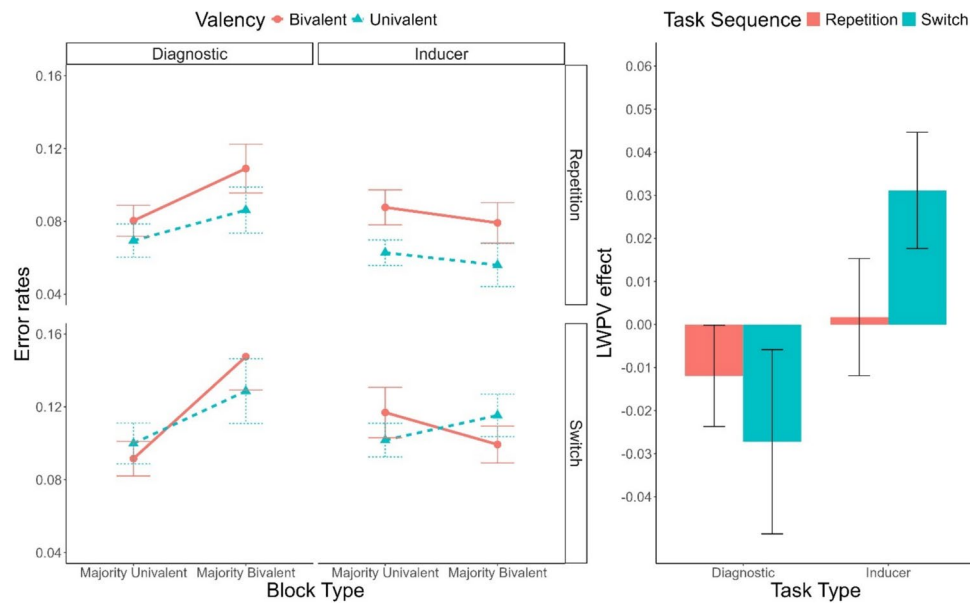 Valency Bivalent Univalent
Diagnostic Inducer
0.16
0.12
0.08
0.04
Repetition
0.16
0.12
0.08
0.04
Switch
Error rates
Majority Univalent Majority Bivalent Majority Univalent Majority Bivalent
Block Type
Task Sequence Repetition Switch
0.06
0.05
0.04
0.03
0.02
0.01
0.00
-0.01
-0.02
-0.03
-0.04
LWPV effect
Diagnostic Inducer
Task Type